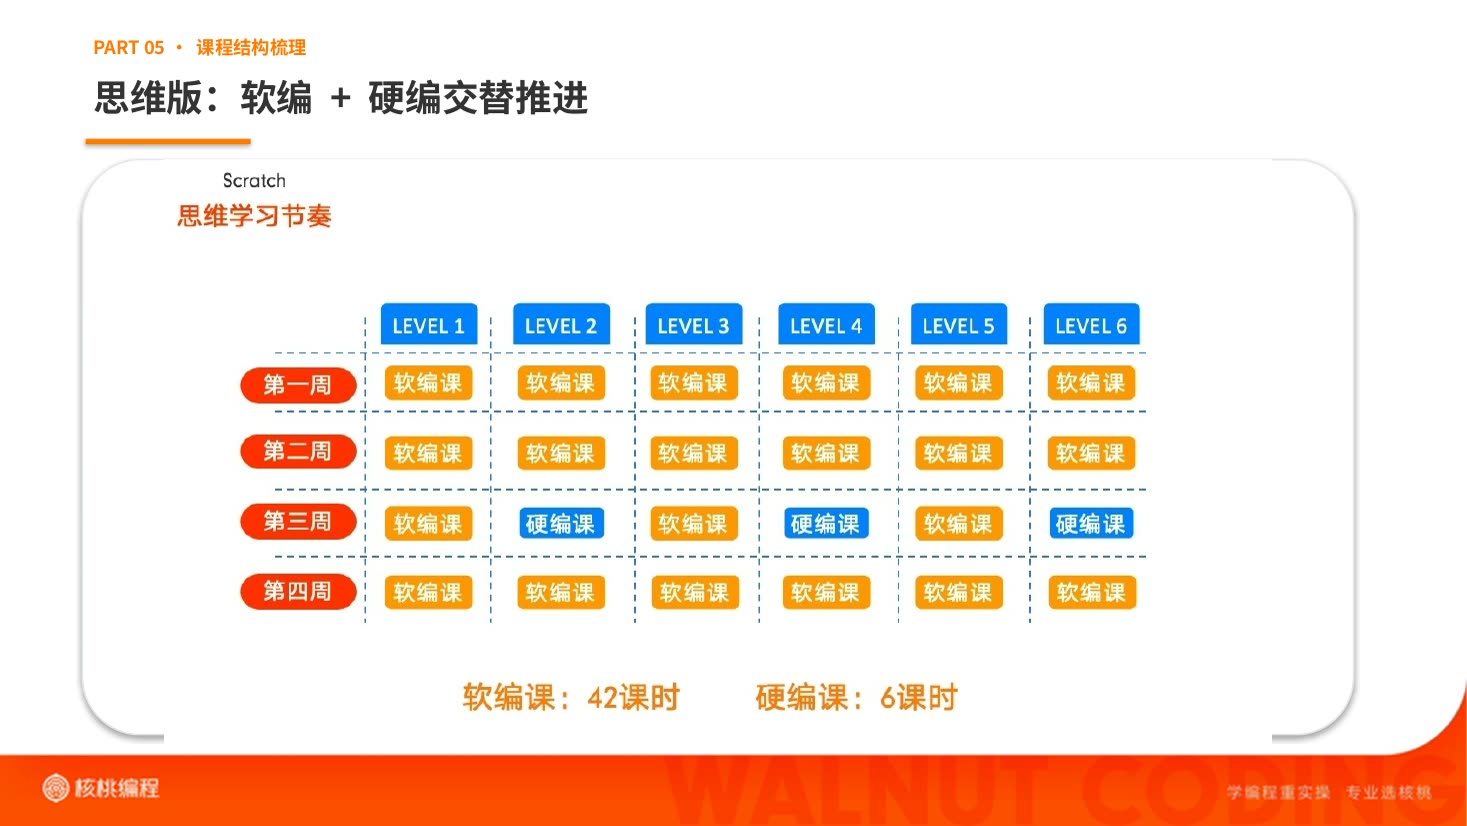 PART 05 · 课程结构梳理
思维版：软编 + 硬编交替推进
Scratch
思维学习节奏
LEVEL 1 LEVEL 2 LEVEL 3 LEVEL 4 LEVEL 5 LEVEL 6
第一周 软编课 软编课 软编课 软编课 软编课 软编课
第二周 软编课 软编课 软编课 软编课 软编课 软编课
第三周 软编课 硬编课 软编课 硬编课 软编课 硬编课
第四周 软编课 软编课 软编课 软编课 软编课 软编课
软编课：42课时 硬编课：6课时
核桃编程
WALNUT CODING
学编程重实操 专业选核桃